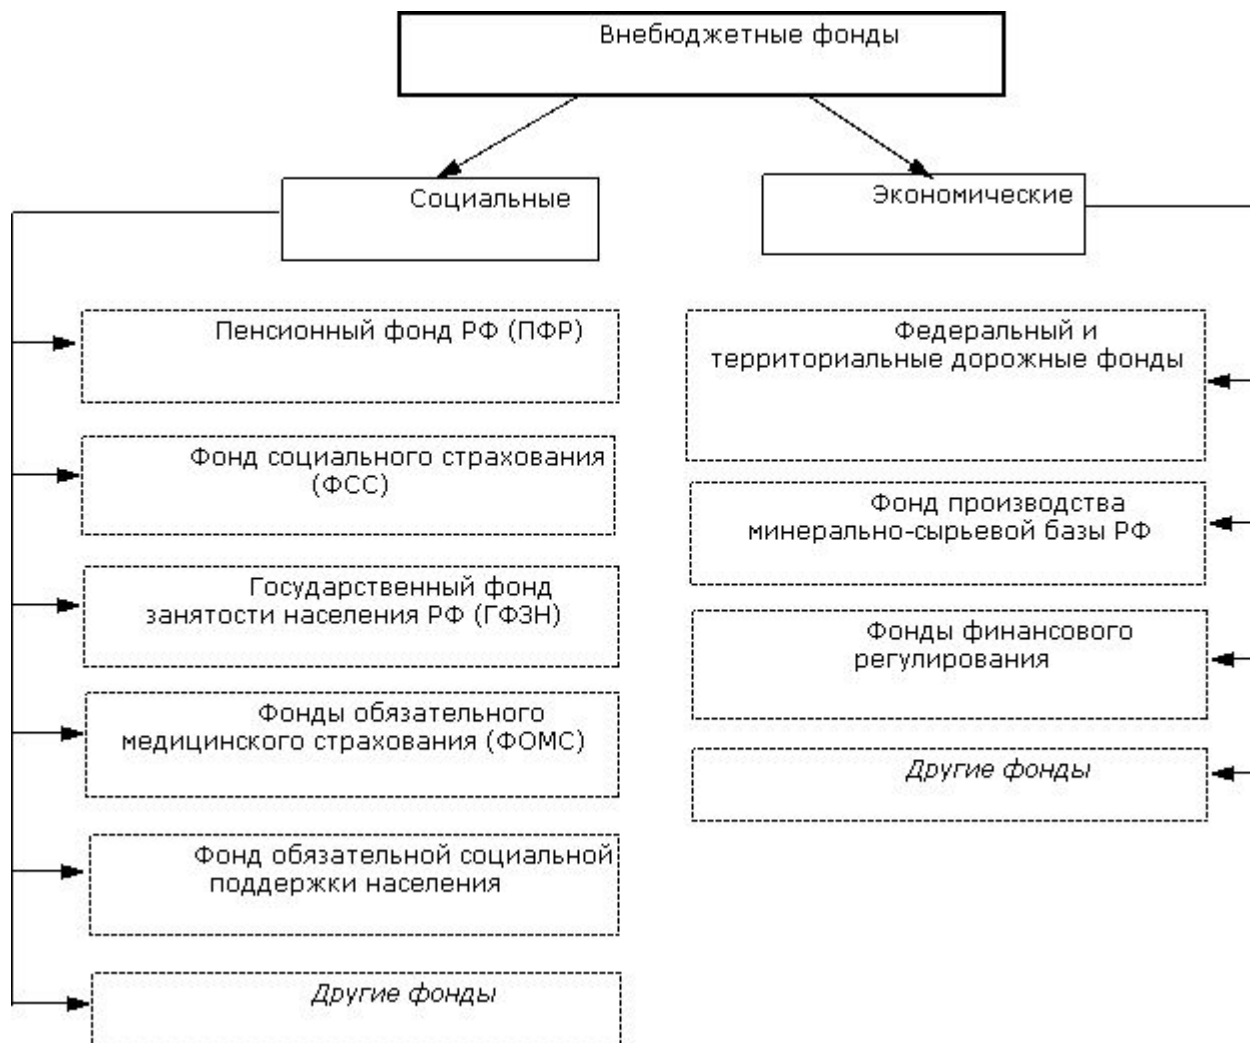 Внебюджетные фонды
Социальные
Экономические
Пенсионный фонд РФ (ПФР)
Фонд социального страхования
(ФСС)
Государственный фонд
занятости населения РФ (ГФЗН)
Фонды обязательного
медицинского страхования (ФОМС)
Фонд обязательной социальной
поддержки населения
Другие фонды
Федеральный и
территориальные дорожные фонды
Фонд производства
минерально-сырьевой базы РФ
Фонды финансового
регулирования
Другие фонды